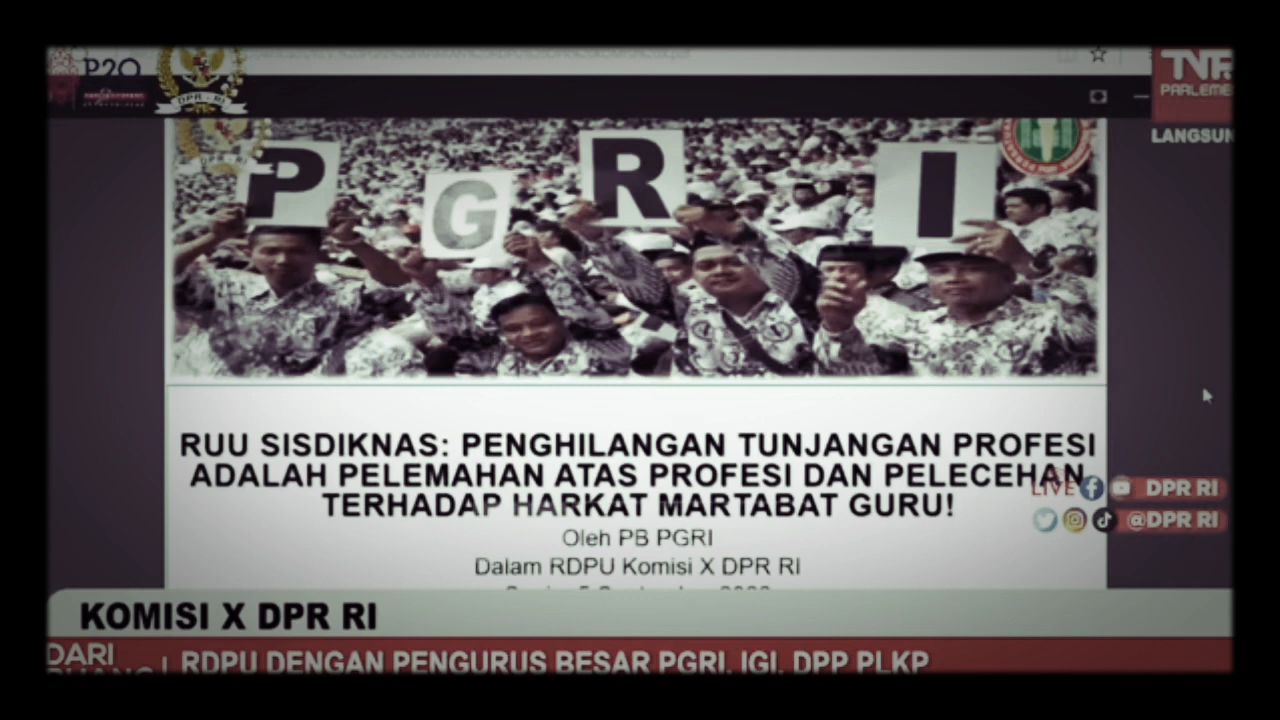 P20
DPR - RI
TVR
PARLEME
LANGSUN
P G R I
RUU SISDIKNAS: PENGHILANGAN TUNJANGAN PROFESI
ADALAH PELEMAHAN ATAS PROFESI DAN PELECEHAN
TERHADAP HARKAT MARTABAT GURU!
LIVE DPR RI
@DPR RI
Oleh PB PGRI
Dalam RDPU Komisi X DPR RI
KOMISI X DPR RI
DARI
RDPU DENGAN PENGURUS BESAR PGRI, IGI, DPP PLKP